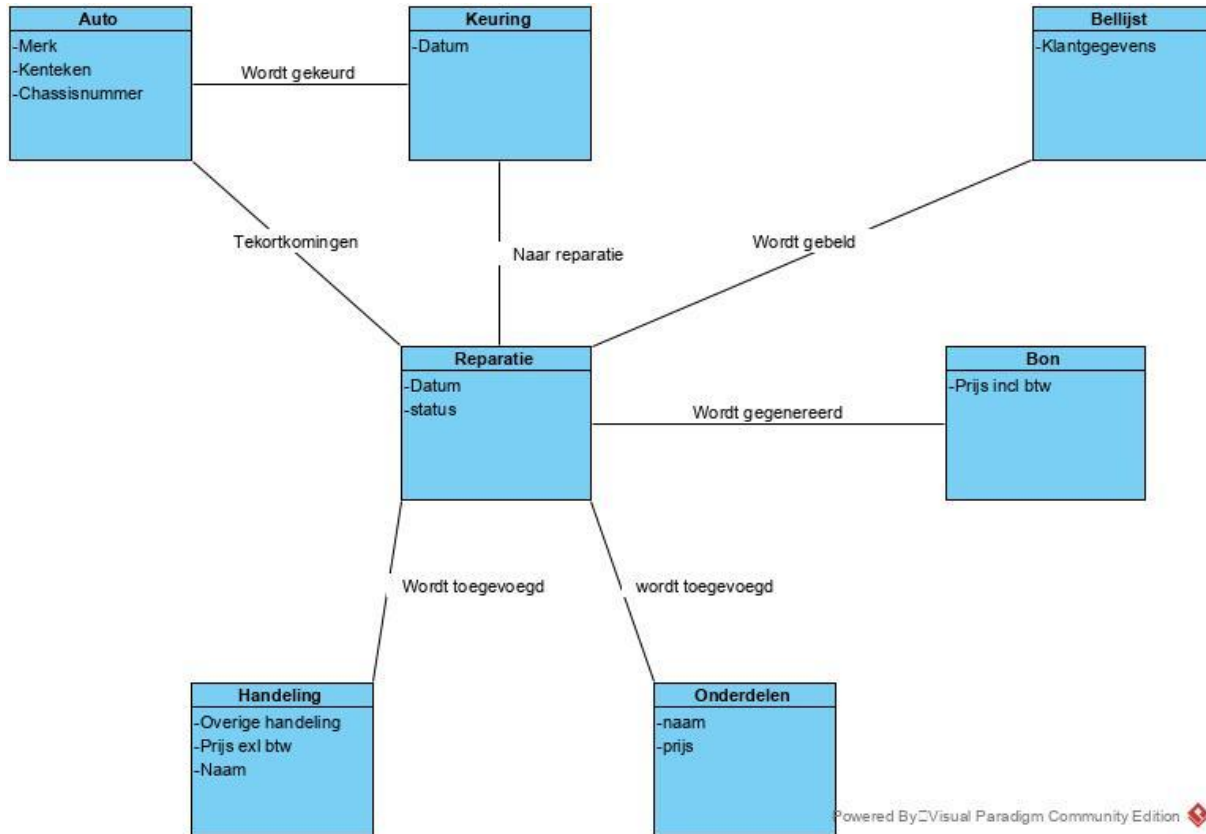 Auto
-Merk
-Kenteken
-Chassisnummer
Wordt gekeurd
Keuring
-Datum
Bellijst
-Klantgegevens
Tekortkomingen
Naar reparatie
Wordt gebeld
Reparatie
-Datum
-status
Wordt gegenereerd
Bon
-Prijs incl btw
Wordt toegevoegd
wordt toegevoegd
Handeling
-Overige handeling
-Prijs exl btw
-Naam
Onderdelen
-naam
-prijs
Powered By Visual Paradigm Community Edition